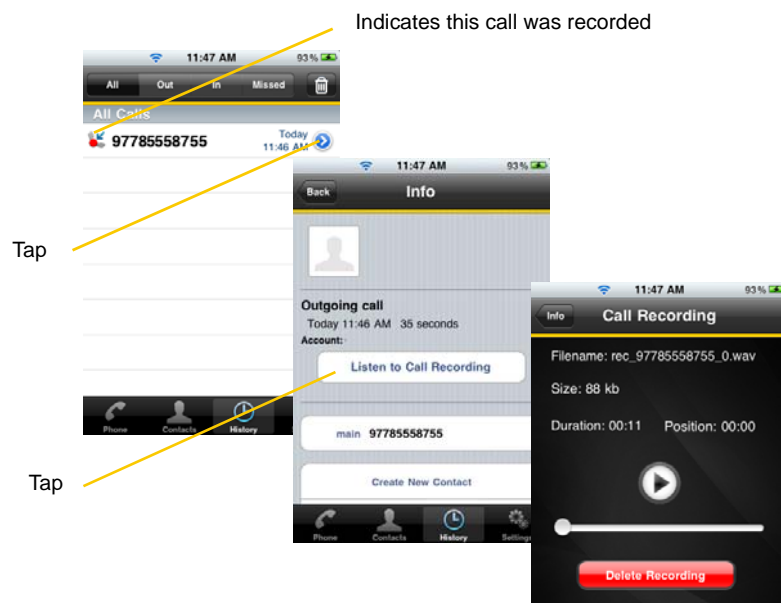 Indicates this call was recorded
11:47 AM 93%
All Out In Missed
All Calls
97785558755 Today
11:46 AM
Tap
Phone Contacts History
11:47 AM 93%
Back Info
Outgoing call
Today 11:46 AM 35 seconds
Account:
Listen to Call Recording
main 97785558755
Create New Contact
Tap
Phone Contacts History Settings
11:47 AM 93%
Info Call Recording
Filename: rec_97785558755_0.wav
Size: 88 kb
Duration: 00:11 Position: 00:00
Delete Recording